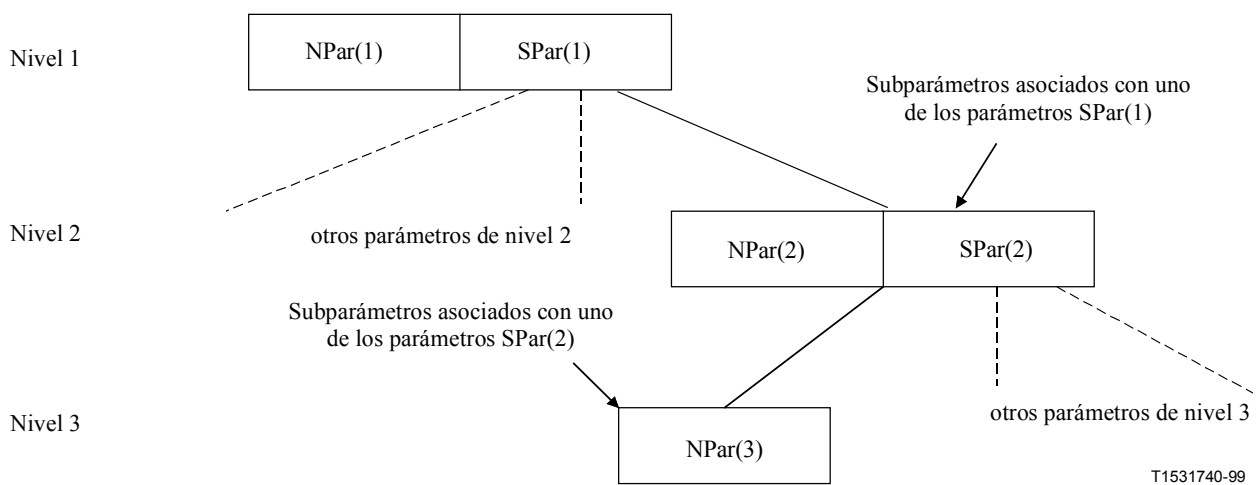 Nivel 1
NPar(1)
SPar(1)
Subparámetros asociados con uno
de los parámetros SPar(1)
Nivel 2
otros parámetros de nivel 2
NPar(2)
SPar(2)
Subparámetros asociados con uno
de los parámetros SPar(2)
Nivel 3
NPar(3)
otros parámetros de nivel 3
T1531740-99